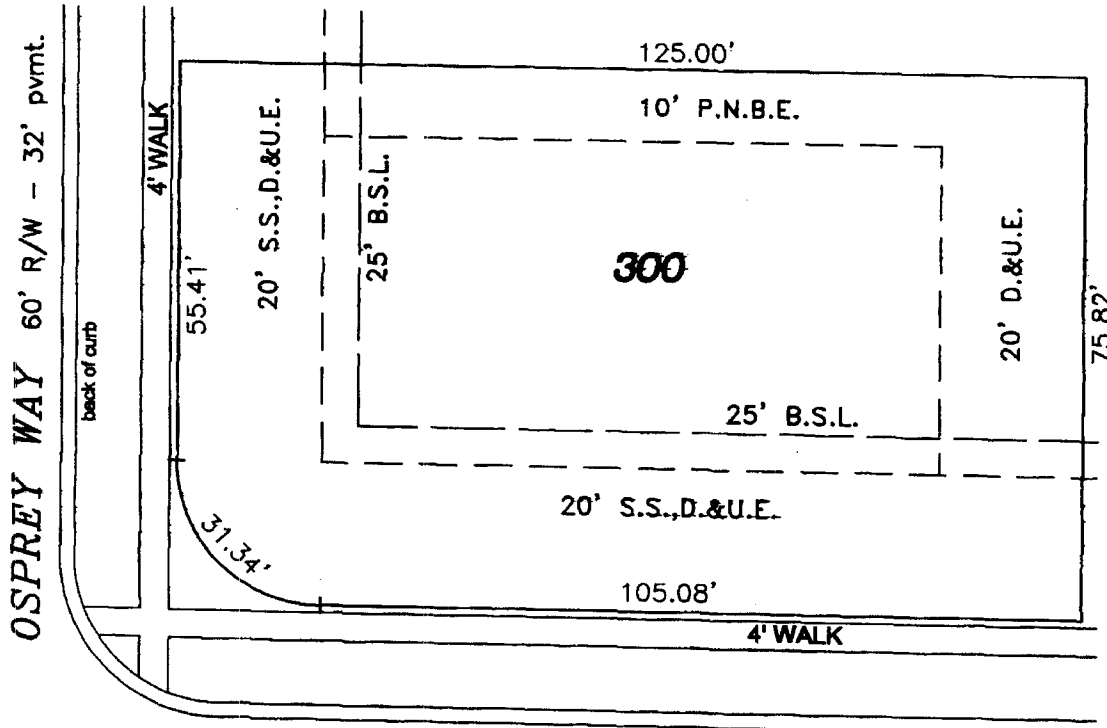 OSPREY WAY 60' R/W - 32' pvmt.
back of curb
4' WALK
55.41'
125.00'
10' P.N.B.E.
20' S.S.,D.&U.E.
25' B.S.L.
300
20' D.&U.E.
75.82'
25' B.S.L.
20' S.S.,D.&U.E.
31.34'
105.08'
4' WALK